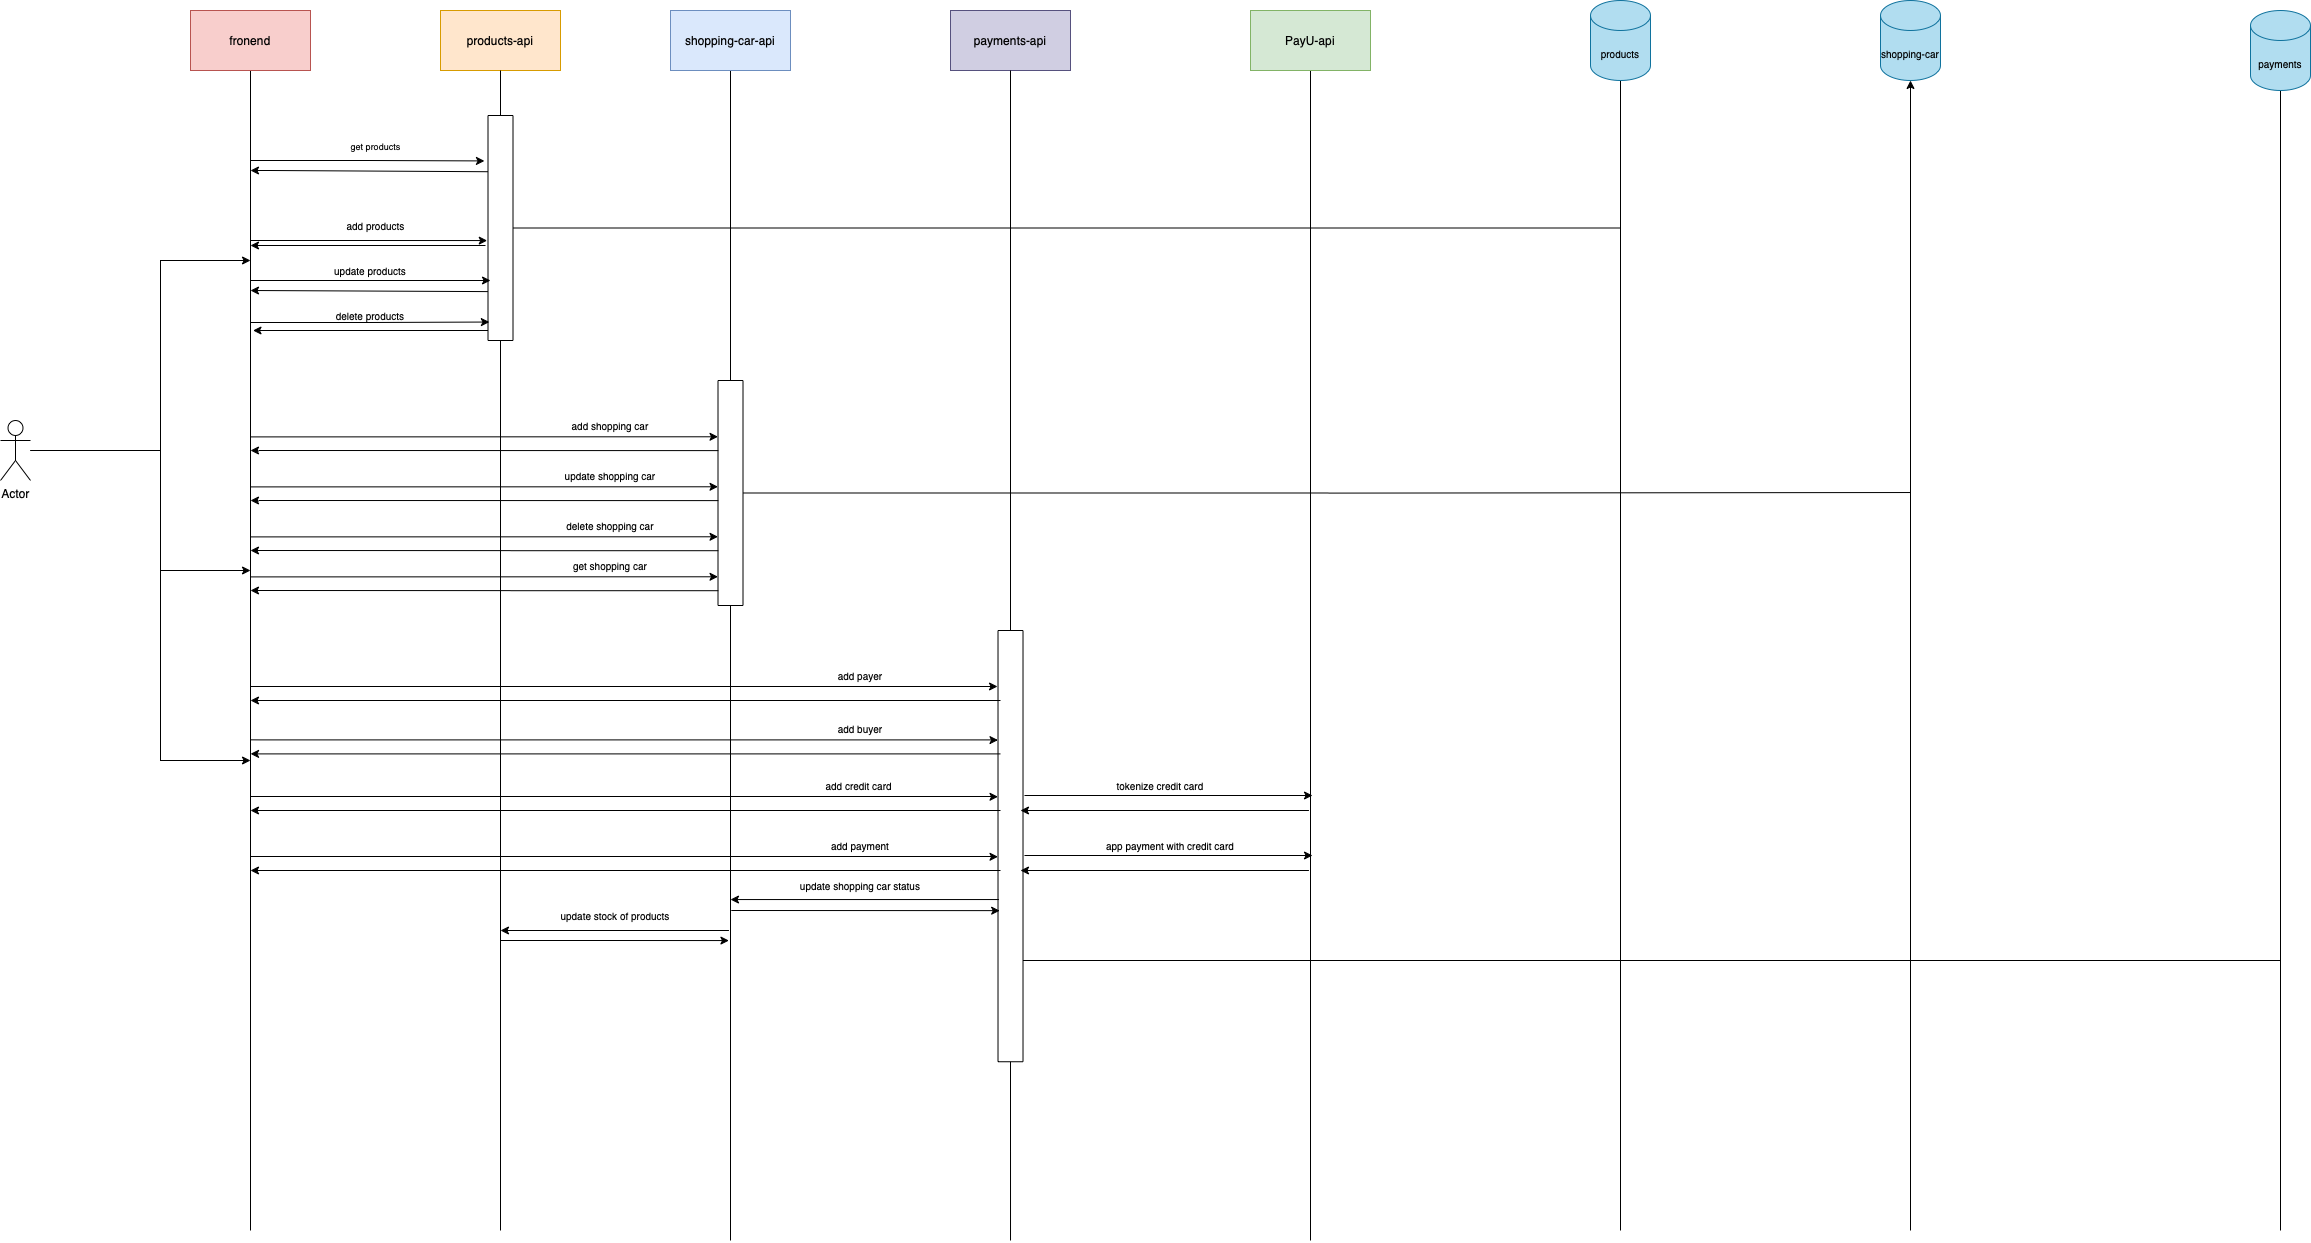 fronend
products-api
shopping-car-api
payments-api
PayU-api
products
shopping-car
payments
get products
add products
update products
delete products
add shopping car
Actor
update shopping car
delete shopping car
get shopping car
add payer
add buyer
add credit card
tokenize credit card
add payment
app payment with credit card
update shopping car status
update stock of products